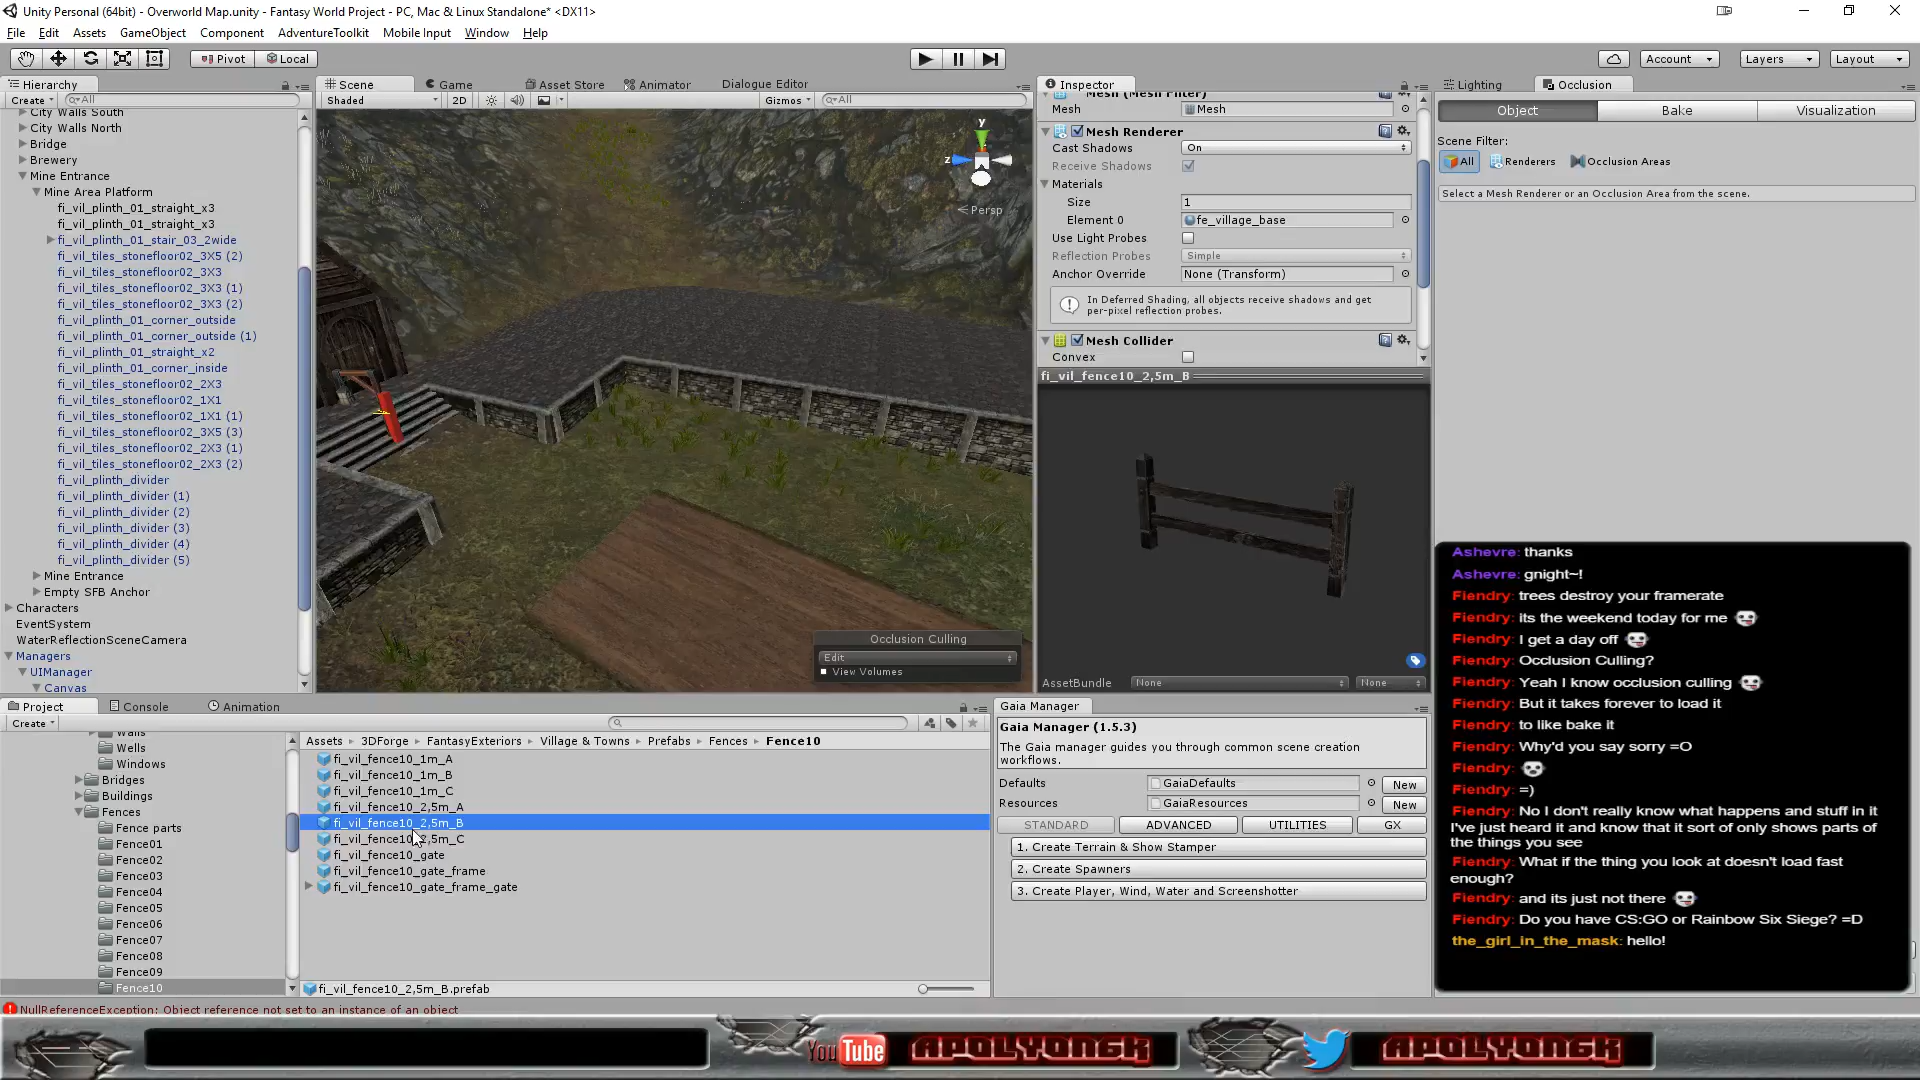 Unity Personal (64bit) - Overworld Map.unity - Fantasy World Project - PC, Mac & Linux Standalone* <DX11>
File Edit Assets GameObject Component AdventureToolkit Mobile Input Window Help
Pivot Local
Account Layers Layout
Hierarchy
Create All
City Walls South
City Walls North
Bridge
Brewery
Mine Entrance
Mine Area Platform
fi_vil_plinth_01_straight_x3
fi_vil_plinth_01_straight_x3
fi_vil_plinth_01_stair_03_2wide
fi_vil_tiles_stonefloor02_3X5 (2)
fi_vil_tiles_stonefloor02_3X3
fi_vil_tiles_stonefloor02_3X3 (1)
fi_vil_tiles_stonefloor02_3X3 (2)
fi_vil_plinth_01_corner_outside
fi_vil_plinth_01_corner_outside (1)
fi_vil_plinth_01_straight_x2
fi_vil_plinth_01_corner_inside
fi_vil_tiles_stonefloor02_2X3
fi_vil_tiles_stonefloor02_1X1
fi_vil_tiles_stonefloor02_1X1 (1)
fi_vil_tiles_stonefloor02_3X5 (3)
fi_vil_tiles_stonefloor02_2X3 (1)
fi_vil_tiles_stonefloor02_2X3 (2)
fi_vil_plinth_divider
fi_vil_plinth_divider (1)
fi_vil_plinth_divider (2)
fi_vil_plinth_divider (3)
fi_vil_plinth_divider (4)
fi_vil_plinth_divider (5)
Mine Entrance
Empty SFB Anchor
Characters
EventSystem
WaterReflectionSceneCamera
Managers
UIManager
Canvas
Scene Game Asset Store Animator Dialogue Editor
Shaded 2D Gizmos All
y
z
Persp
Occlusion Culling
Edit
View Volumes
Inspector
Mesh (Mesh Filter)
Mesh Mesh
Mesh Renderer
Cast Shadows On
Receive Shadows
Materials
Size 1
Element 0 fe_village_base
Use Light Probes
Reflection Probes Simple
Anchor Override None (Transform)
In Deferred Shading, all objects receive shadows and get
per-pixel reflection probes.
Mesh Collider
Convex
fi_vil_fence10_2,5m_B
AssetBundle None None
Lighting Occlusion
Object Bake Visualization
Scene Filter:
All Renderers Occlusion Areas
Select a Mesh Renderer or an Occlusion Area from the scene.
Ashevre: thanks
Ashevre: gnight~!
Fiendry: trees destroy your framerate
Fiendry: its the weekend today for me
Fiendry: I get a day off
Fiendry: Occlusion Culling?
Fiendry: Yeah I know occlusion culling
Fiendry: But it takes forever to load it
Fiendry: to like bake it
Fiendry: Why'd you say sorry =O
Fiendry:
Fiendry: =)
Fiendry: No I don't really know what happens and stuff in it
I've just heard it and know that it sort of only shows parts of
the things you see
Fiendry: What if the thing you look at doesn't load fast
enough?
Fiendry: and its just not there
Fiendry: Do you have CS:GO or Rainbow Six Siege? =D
the_girl_in_the_mask: hello!
Project Console Animation
Create
Walls
Wells
Windows
Bridges
Buildings
Fences
Fence parts
Fence01
Fence02
Fence03
Fence04
Fence05
Fence06
Fence07
Fence08
Fence09
Fence10
Assets 3DForge FantasyExteriors Village & Towns Prefabs Fences Fence10
fi_vil_fence10_1m_A
fi_vil_fence10_1m_B
fi_vil_fence10_1m_C
fi_vil_fence10_2,5m_A
fi_vil_fence10_2,5m_B
fi_vil_fence10_2,5m_C
fi_vil_fence10_gate
fi_vil_fence10_gate_frame
fi_vil_fence10_gate_frame_gate
fi_vil_fence10_2,5m_B.prefab
Gaia Manager
Gaia Manager (1.5.3)
The Gaia manager guides you through common scene creation
workflows.
Defaults GaiaDefaults New
Resources GaiaResources New
STANDARD ADVANCED UTILITIES GX
1. Create Terrain & Show Stamper
2. Create Spawners
3. Create Player, Wind, Water and Screenshotter
NullReferenceException: Object reference not set to an instance of an object
YouTube APOLYONGK APOLYONGK